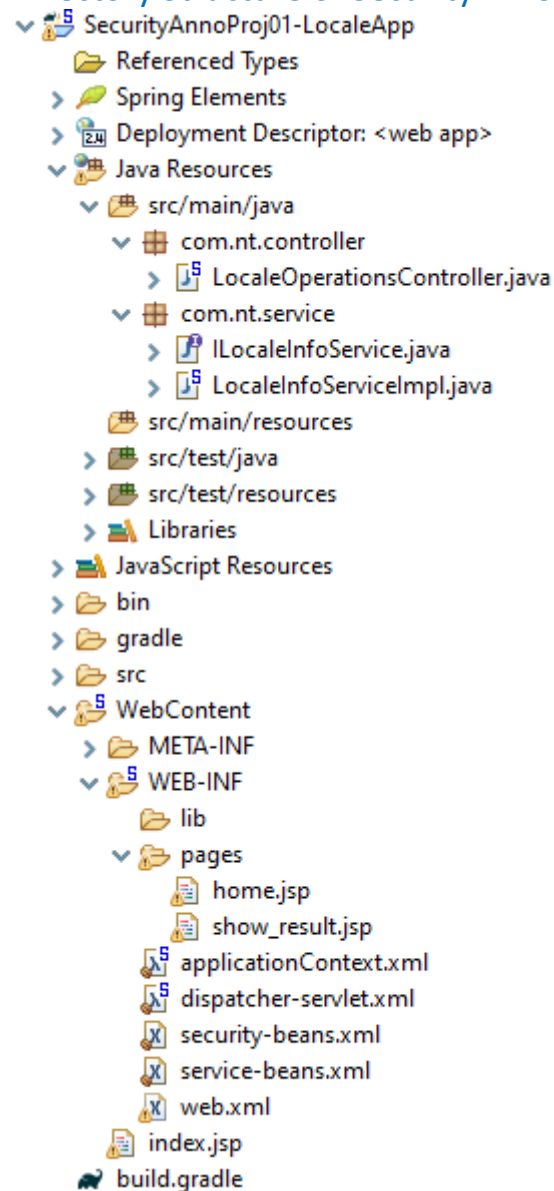 SecurityAnnoProj01-LocaleApp
Referenced Types
Spring Elements
Deployment Descriptor: <web app>
Java Resources
src/main/java
com.nt.controller
LocaleOperationsController.java
com.nt.service
ILocaleInfoService.java
LocaleInfoServiceImpl.java
src/main/resources
src/test/java
src/test/resources
Libraries
JavaScript Resources
bin
gradle
src
WebContent
META-INF
WEB-INF
lib
pages
home.jsp
show_result.jsp
applicationContext.xml
dispatcher-servlet.xml
security-beans.xml
service-beans.xml
web.xml
index.jsp
build.gradle